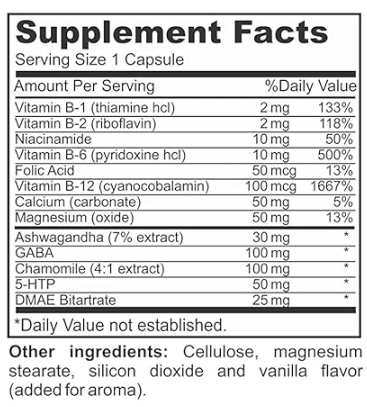 Supplement Facts
Serving Size 1 Capsule
Amount Per Serving %Daily Value
Vitamin B-1 (thiamine hcl) 2 mg 133%
Vitamin B-2 (riboflavin) 2 mg 118%
Niacinamide 10 mg 50%
Vitamin B-6 (pyridoxine hcl) 10 mg 500%
Folic Acid 50 mcg 13%
Vitamin B-12 (cyanocobalamin) 100 mcg 1667%
Calcium (carbonate) 50 mg 5%
Magnesium (oxide) 50 mg 13%
Ashwagandha (7% extract) 30 mg *
GABA 100 mg *
Chamomile (4:1 extract) 100 mg *
5-HTP 50 mg *
DMAE Bitartrate 25 mg *
*Daily Value not established.
Other ingredients: Cellulose, magnesium
stearate, silicon dioxide and vanilla flavor
(added for aroma).